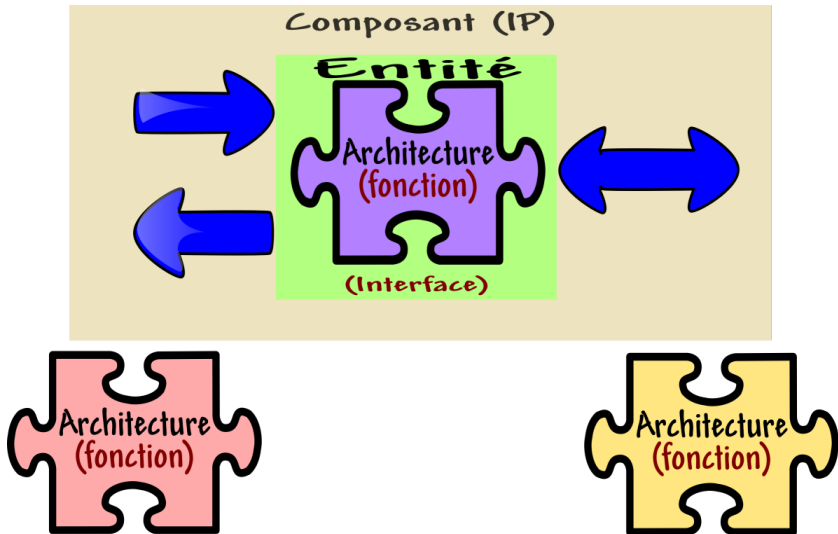 Composant (IP)
Entité
Architecture
(fonction)
(Interface)
Architecture
(fonction)
Architecture
(fonction)